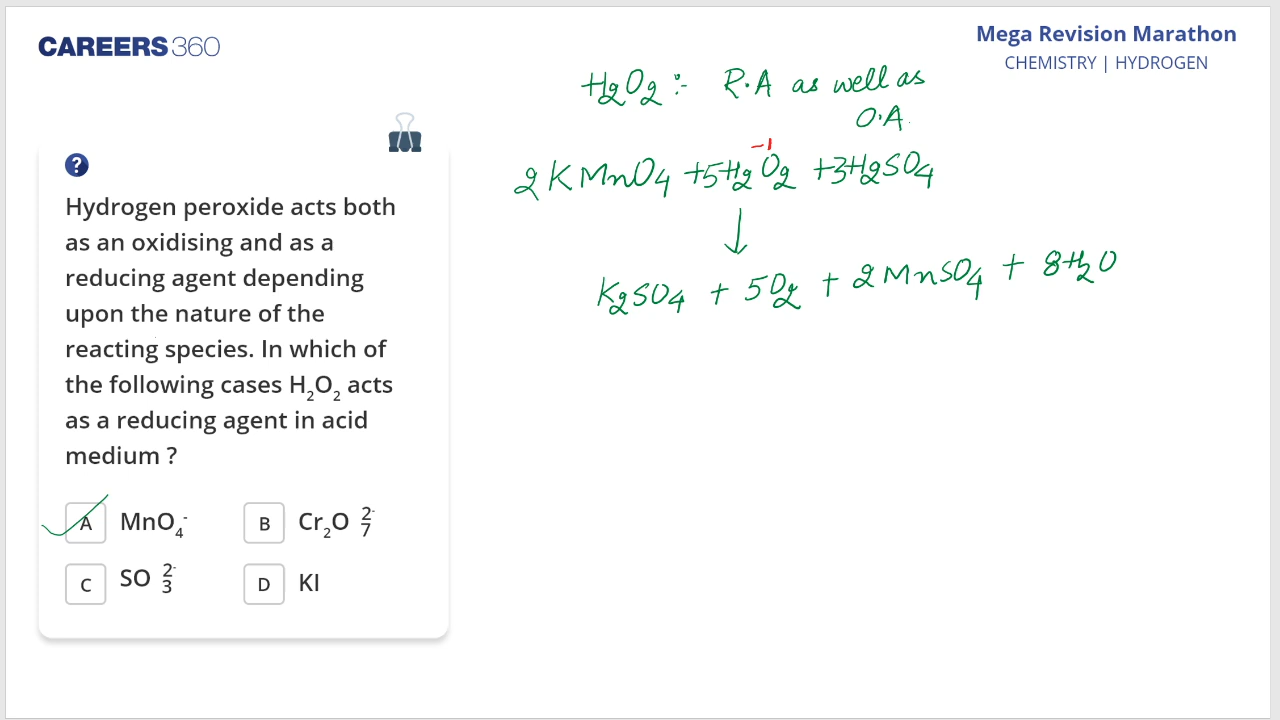 CAREERS360
Mega Revision Marathon
CHEMISTRY | HYDROGEN
H2O2 :- R.A as well as
O.A.
?
Hydrogen peroxide acts both
as an oxidising and as a
reducing agent depending
upon the nature of the
reacting species. In which of
the following cases H₂O₂ acts
as a reducing agent in acid
medium ?
A MnO₄⁻
B Cr₂O 2-/7
C SO 2-/3
D KI
-1
2KMnO4 +5H2O2 +3H2SO4
↓
K2SO4 + 5O2 + 2MnSO4 + 8H2O